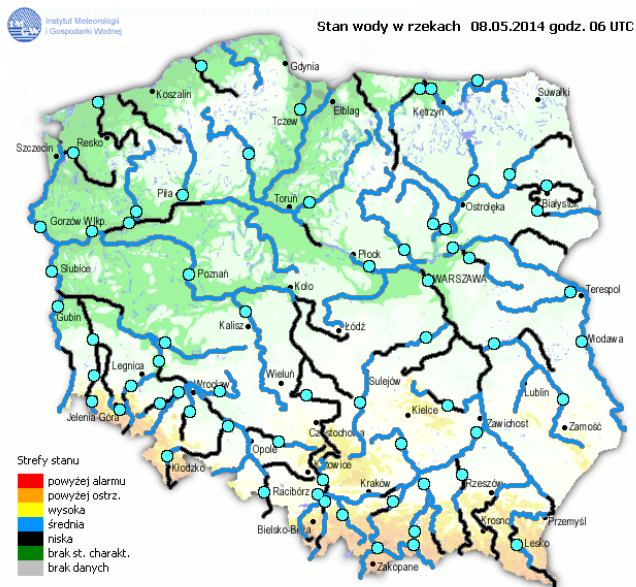 IMGW
Instytut Meteorologii
i Gospodarki Wodnej
Stan wody w rzekach 08.05.2014 godz. 06 UTC
Gdynia
Koszalin
Elbląg
Suwałki
Tczew
Kętrzyn
Resko
Szczecin
Piła
Toruń
Ostrołęka
Białystok
Gorzów Wlkp.
Płock
Słubice
Poznań
Koło
WARSZAWA
Terespol
Gubin
Kalisz
Łódź
Włodawa
Legnica
Wieluń
Sulejów
Wrocław
Lublin
Jelenia Góra
Kielce
Zawichost
Zamość
Częstochowa
Opole
Kłodzko
Katowice
Strefy stanu
powyżej alarmu
powyżej ostrz.
wysoka
średnia
niska
brak st. charakt.
brak danych
Racibórz
Kraków
Rzeszów
Bielsko-Biała
Krosno
Przemyśl
Lesko
Zakopane